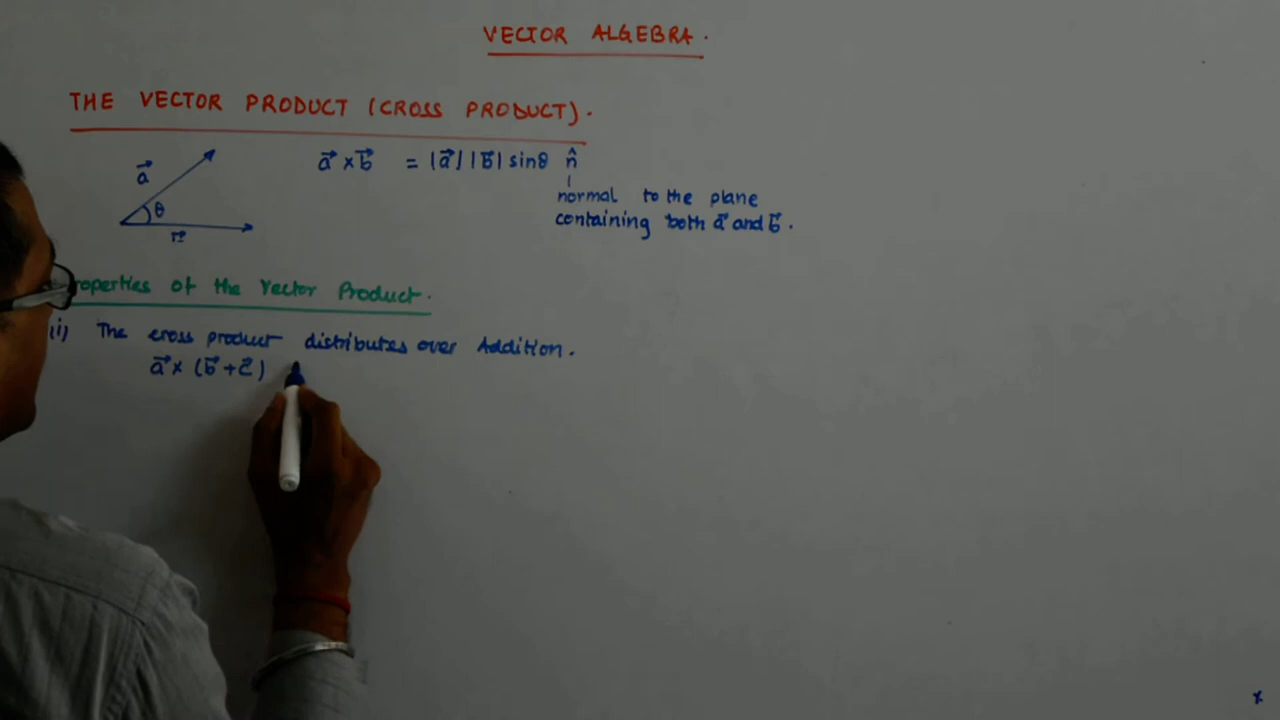 VECTOR ALGEBRA.
THE VECTOR PRODUCT (CROSS PRODUCT).
a⃗ × b⃗ = |a⃗| |b⃗| sinθ n̂
a⃗
θ
normal to the plane
containing both a⃗ and b⃗.
roperties of the Vector Product.
(i) The cross product distributes over Addition.
a⃗ × (b⃗ + c⃗)